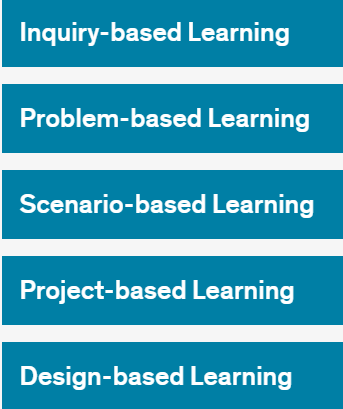 Inquiry-based Learning
Problem-based Learning
Scenario-based Learning
Project-based Learning
Design-based Learning